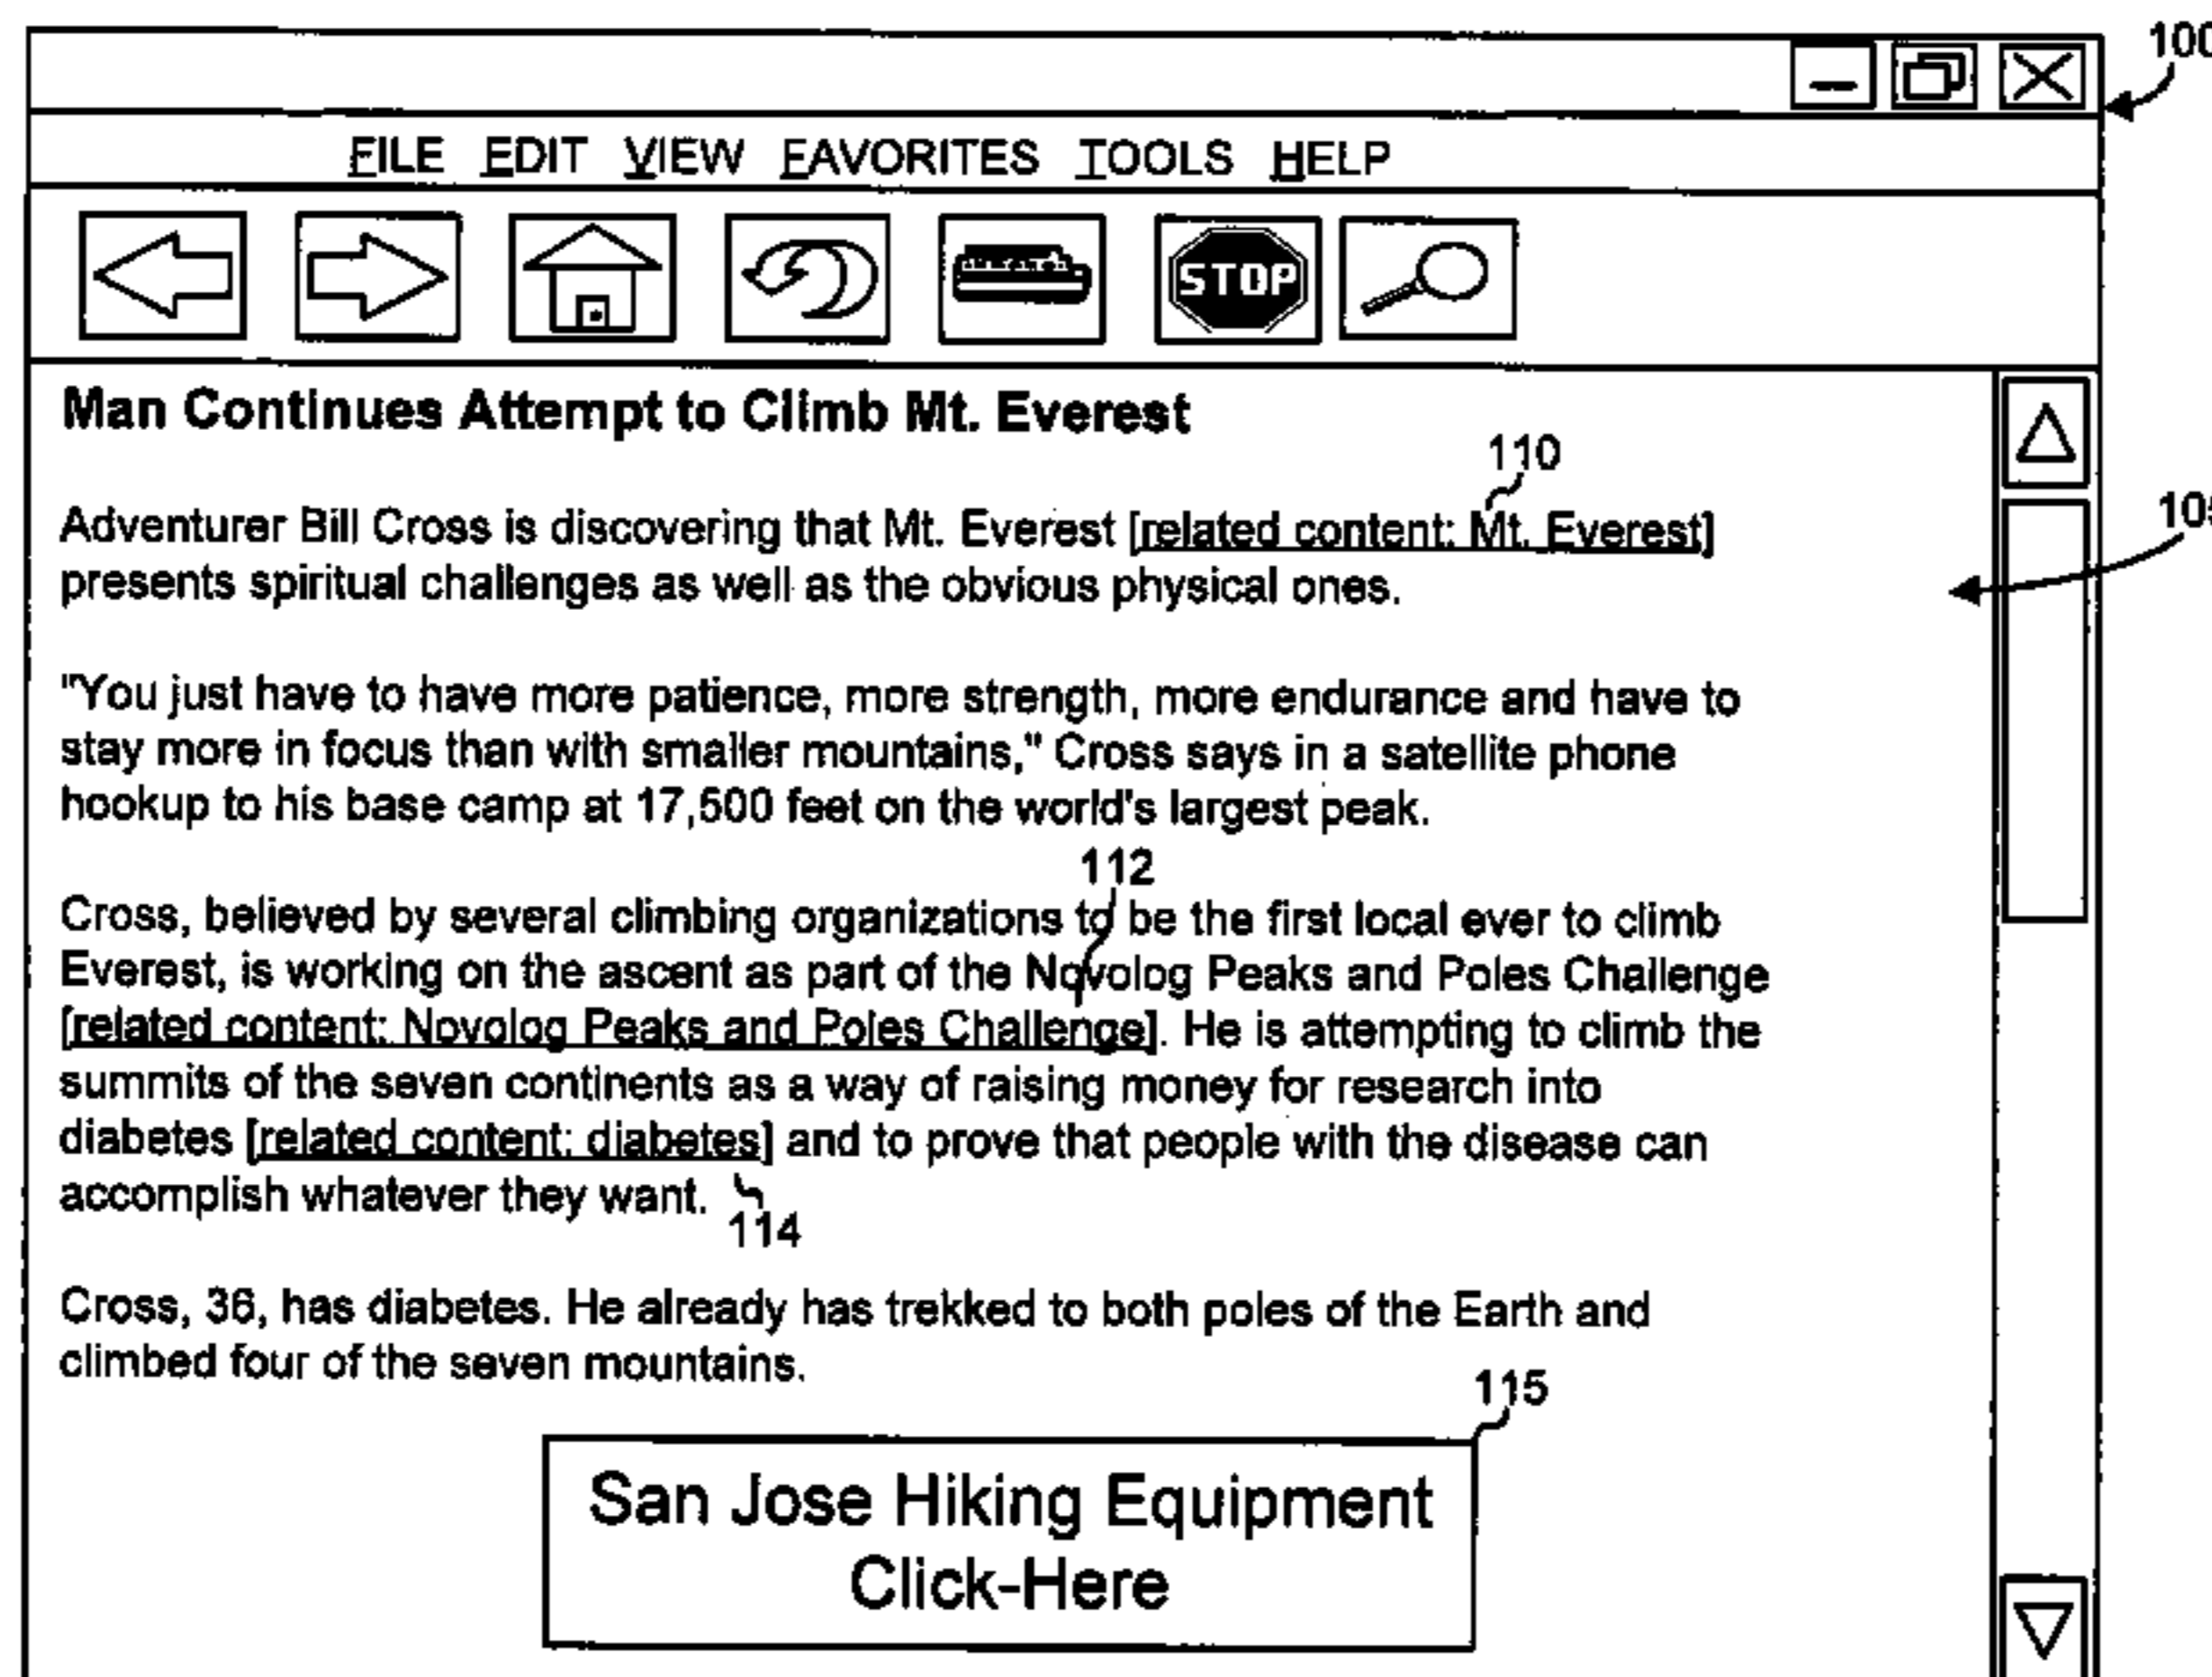 100
FILE EDIT VIEW FAVORITES TOOLS HELP
STOP
Man Continues Attempt to Climb Mt. Everest
110
Adventurer Bill Cross is discovering that Mt. Everest [related content: Mt. Everest]
105
presents spiritual challenges as well as the obvious physical ones.
"You just have to have more patience, more strength, more endurance and have to
stay more in focus than with smaller mountains," Cross says in a satellite phone
hookup to his base camp at 17,500 feet on the world's largest peak.
112
Cross, believed by several climbing organizations to be the first local ever to climb
Everest, is working on the ascent as part of the Novolog Peaks and Poles Challenge
[related content: Novolog Peaks and Poles Challenge]. He is attempting to climb the
summits of the seven continents as a way of raising money for research into
diabetes [related content: diabetes] and to prove that people with the disease can
accomplish whatever they want.
114
Cross, 36, has diabetes. He already has trekked to both poles of the Earth and
climbed four of the seven mountains.
115
San Jose Hiking Equipment
Click-Here